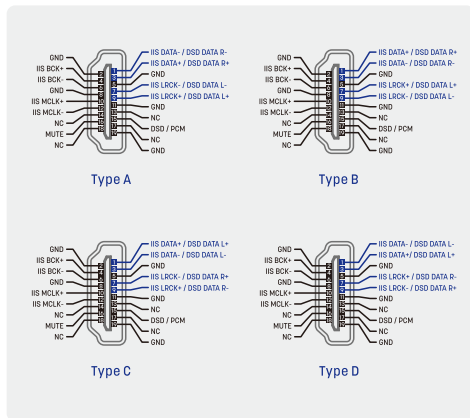 GND
IIS BCK+
IIS BCK-
GND
IIS MCLK+
IIS MCLK-
NC
MUTE
NC
IIS DATA- / DSD DATA R-
IIS DATA+ / DSD DATA R+
GND
IIS LRCK- / DSD DATA L-
IIS LRCK+ / DSD DATA L+
GND
NC
DSD / PCM
NC
GND
Type A
GND
IIS BCK+
IIS BCK-
GND
IIS MCLK+
IIS MCLK-
NC
MUTE
NC
IIS DATA+ / DSD DATA R+
IIS DATA- / DSD DATA R-
GND
IIS LRCK+ / DSD DATA L+
IIS LRCK- / DSD DATA L-
GND
NC
DSD / PCM
NC
GND
Type B
GND
IIS BCK+
IIS BCK-
GND
IIS MCLK+
IIS MCLK-
NC
MUTE
NC
IIS DATA+ / DSD DATA L+
IIS DATA- / DSD DATA L-
GND
IIS LRCK- / DSD DATA R+
IIS LRCK+ / DSD DATA R-
GND
NC
DSD / PCM
NC
GND
Type C
GND
IIS BCK+
IIS BCK-
GND
IIS MCLK+
IIS MCLK-
NC
MUTE
NC
IIS DATA- / DSD DATA L-
IIS DATA+ / DSD DATA L+
GND
IIS LRCK+ / DSD DATA R-
IIS LRCK- / DSD DATA R+
GND
NC
DSD / PCM
NC
GND
Type D